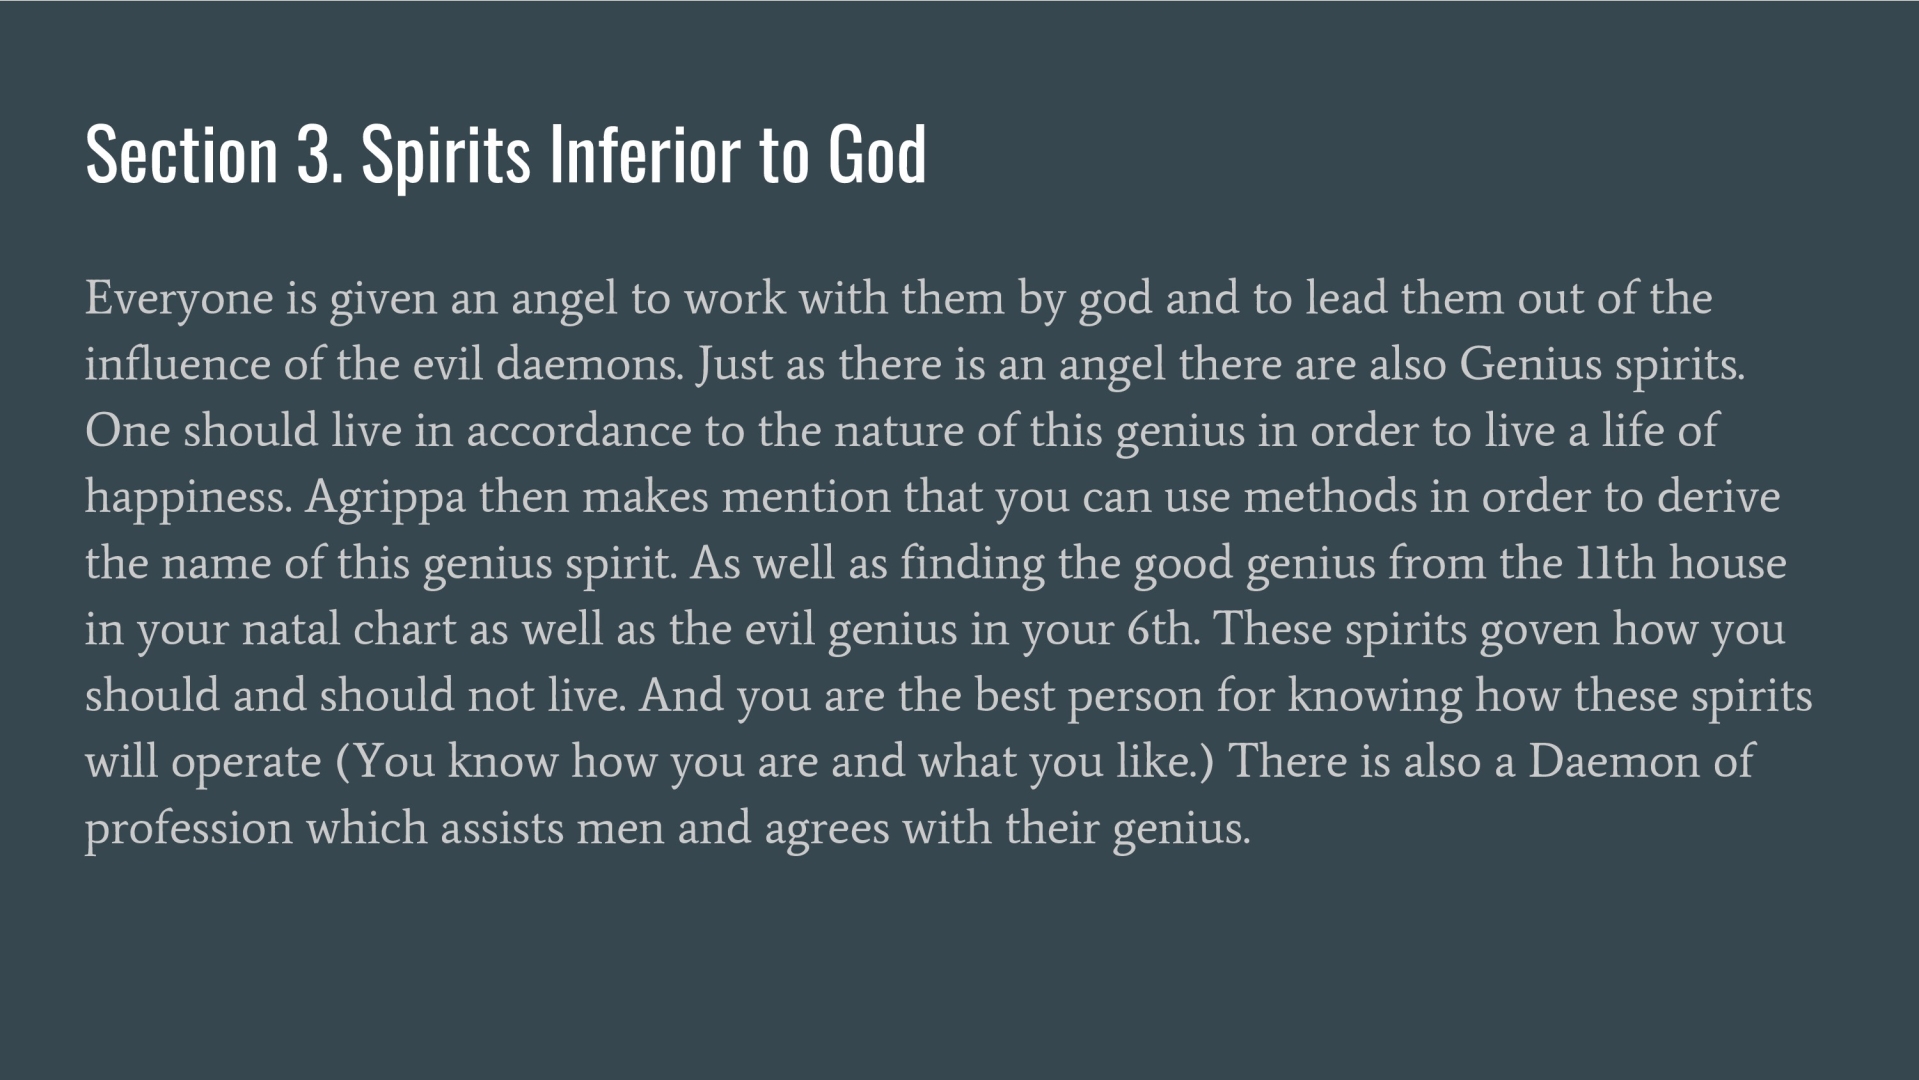 Section 3. Spirits Inferior to God
Everyone is given an angel to work with them by god and to lead them out of the
influence of the evil daemons. Just as there is an angel there are also Genius spirits.
One should live in accordance to the nature of this genius in order to live a life of
happiness. Agrippa then makes mention that you can use methods in order to derive
the name of this genius spirit. As well as finding the good genius from the 11th house
in your natal chart as well as the evil genius in your 6th. These spirits goven how you
should and should not live. And you are the best person for knowing how these spirits
will operate (You know how you are and what you like.) There is also a Daemon of
profession which assists men and agrees with their genius.